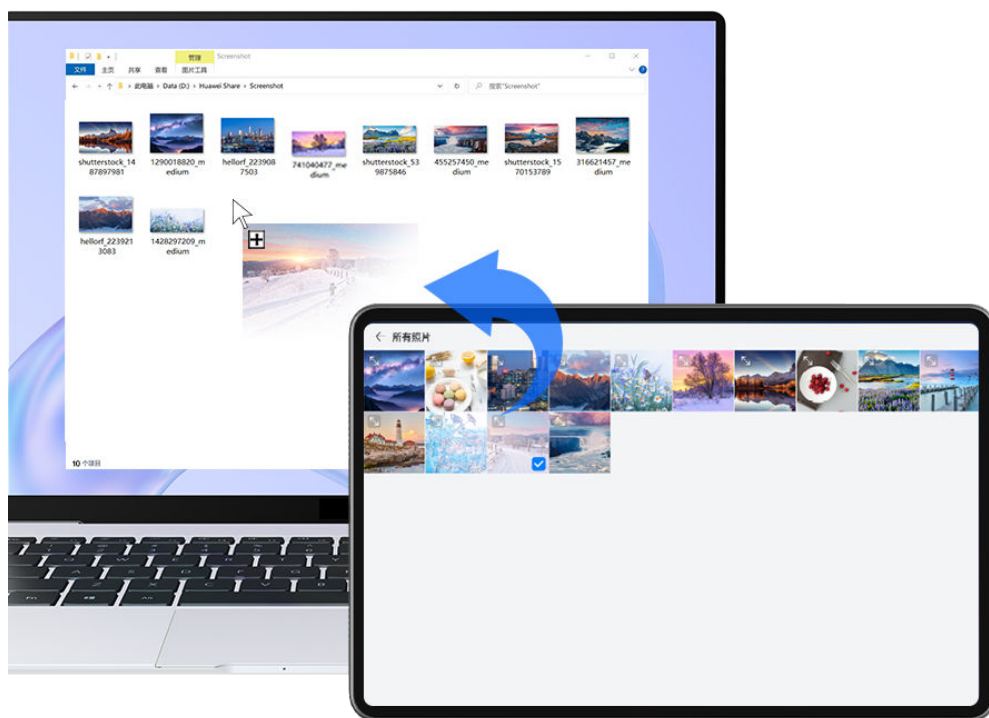 管理 Screenshot
文件 主页 共享 查看 图片工具
此电脑 › Data (D:) › Huawei Share › Screenshot
搜索"Screenshot"
shutterstock_14
87897981
1290018820_m
edium
hellorf_223908
7503
741040477_me
dium
shutterstock_53
9875846
455257450_me
dium
shutterstock_15
70153789
316621457_me
dium
hellorf_223921
3083
1428297209_m
edium
10 个项目
所有照片